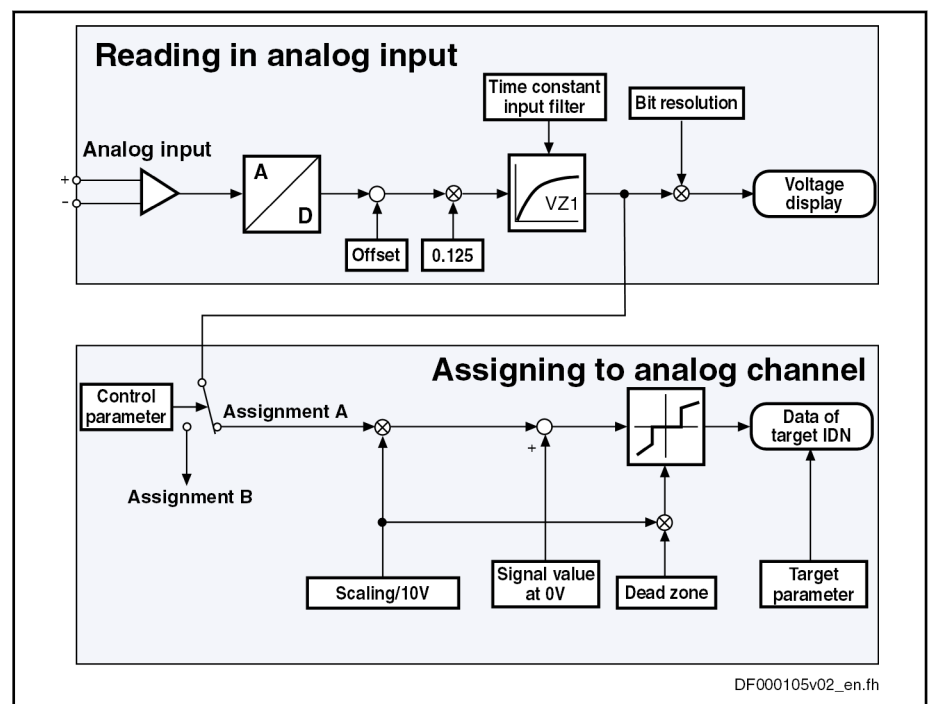 Reading in analog input
Time constant
input filter
Bit resolution
Analog input
+
-
A
D
VZ1
Voltage
display
Offset
0.125
Assigning to analog channel
Control
parameter
Assignment A
Data of
target IDN
+
Assignment B
Scaling/10V
Signal value
at 0V
Dead zone
Target
parameter
DF000105v02_en.fh